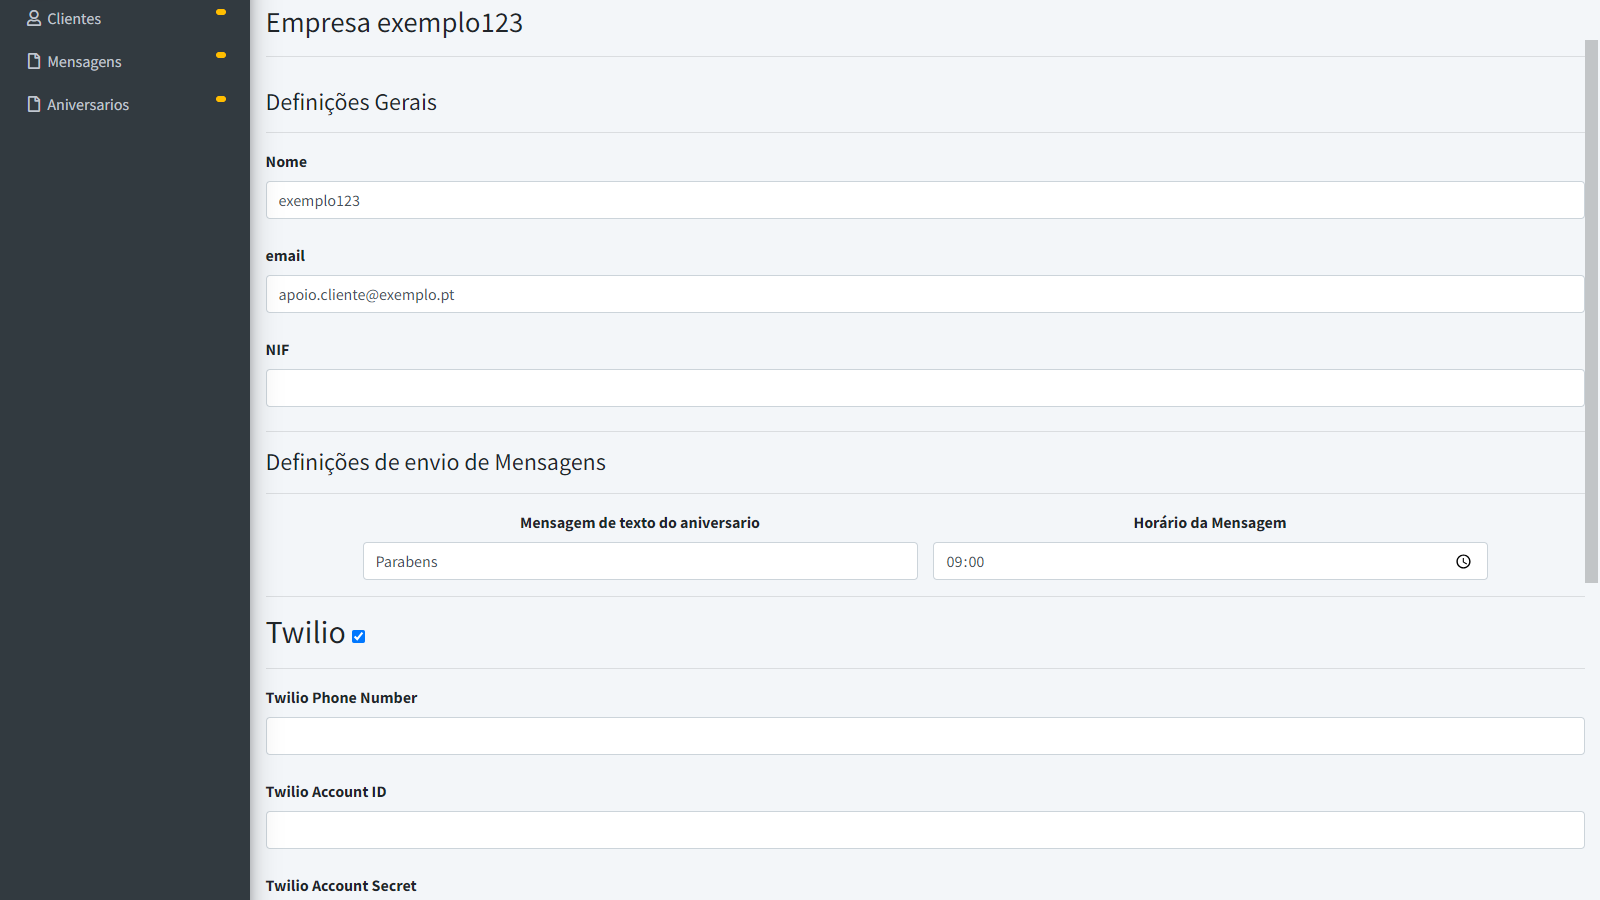 Clientes
Mensagens
Aniversarios
Empresa exemplo123
Definições Gerais
Nome
exemplo123
email
apoio.cliente@exemplo.pt
NIF
Definições de envio de Mensagens
Mensagem de texto do aniversario
Horário da Mensagem
Parabens
09:00
Twilio
Twilio Phone Number
Twilio Account ID
Twilio Account Secret